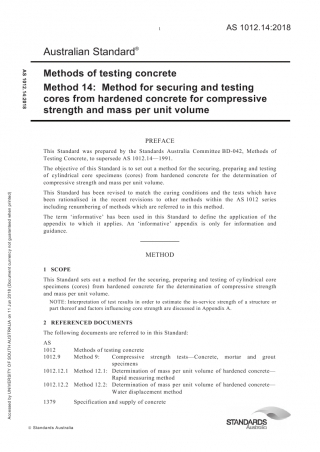 1
AS 1012.14:2018
Australian Standard®
Methods of testing concrete
Method 14: Method for securing and testing
cores from hardened concrete for compressive
strength and mass per unit volume
PREFACE
This Standard was prepared by the Standards Australia Committee BD-042, Methods of
Testing Concrete, to supersede AS 1012.14—1991.
The objective of this Standard is to set out a method for the securing, preparing and testing
of cylindrical core specimens (cores) from hardened concrete for the determination of
compressive strength and mass per unit volume.
This Standard has been revised to match the curing conditions and the tests which have
been rationalised in the recent revisions to other methods within the AS 1012 series
including renumbering of methods which are referred to in this method.
The term 'informative' has been used in this Standard to define the application of the
appendix to which it applies. An 'informative' appendix is only for information and
guidance.
METHOD
1 SCOPE
This Standard sets out a method for the securing, preparing and testing of cylindrical core
specimens (cores) from hardened concrete for the determination of compressive strength
and mass per unit volume.
NOTE: Interpretation of test results in order to estimate the in-service strength of a structure or
part thereof and factors influencing core strength are discussed in Appendix A.
2 REFERENCED DOCUMENTS
The following documents are referred to in this Standard:
AS
1012 Methods of testing concrete
1012.9 Method 9: Compressive strength tests—Concrete, mortar and grout
specimens
1012.12.1 Method 12.1: Determination of mass per unit volume of hardened concrete—
Rapid measuring method
1012.12.2 Method 12.2: Determination of mass per unit volume of hardened concrete—
Water displacement method
1379 Specification and supply of concrete
© Standards Australia
STANDARDS
Australia
AS 1012.14:2018
Accessed by UNIVERSITY OF SOUTH AUSTRALIA on 11 Jun 2018 (Document currency not guaranteed when printed)